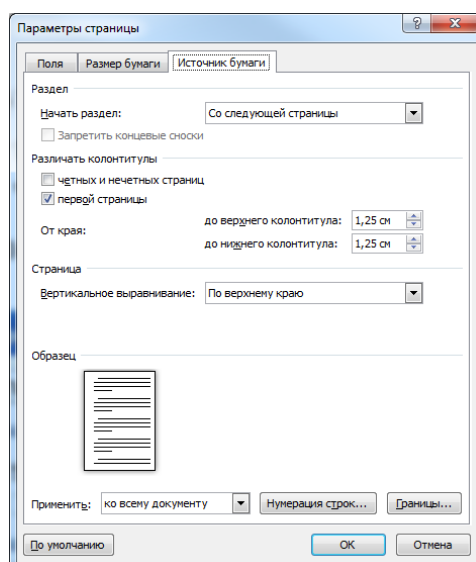 Параметры страницы
Поля Размер бумаги Источник бумаги
Раздел
Начать раздел: Со следующей страницы
Запретить концевые сноски
Различать колонтитулы
четных и нечетных страниц
первой страницы
От края:
до верхнего колонтитула: 1,25 см
до нижнего колонтитула: 1,25 см
Страница
Вертикальное выравнивание: По верхнему краю
Образец
Применить: ко всему документу Нумерация строк... Границы...
По умолчанию ОК Отмена